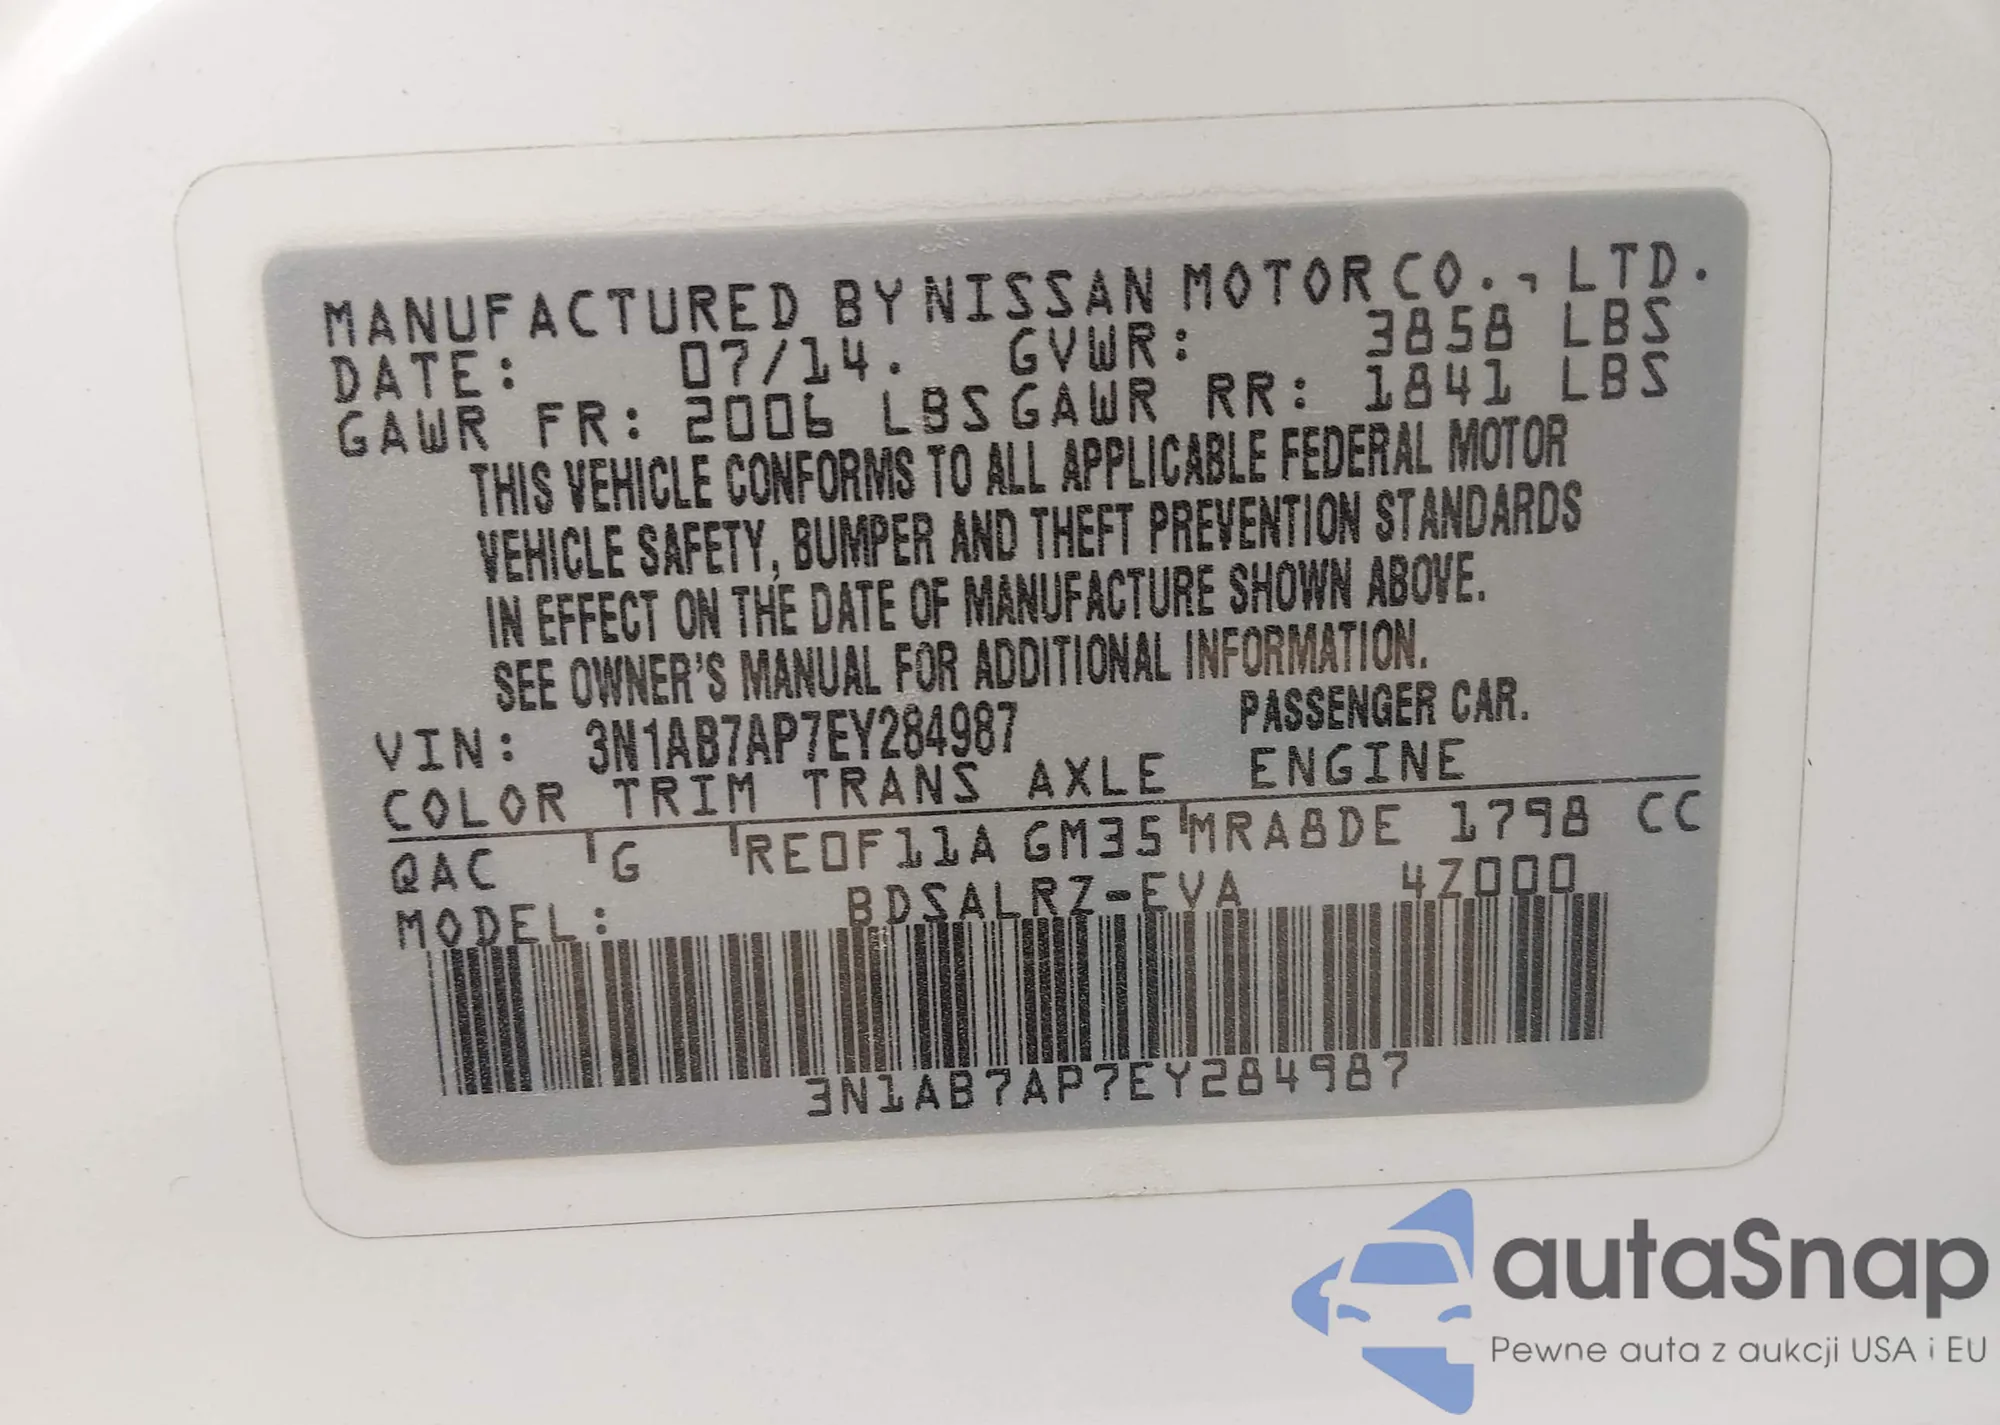 MANUFACTURED BY NISSAN MOTOR CO., LTD.
DATE: 07/14. GVWR: 3858 LBS
GAWR FR: 2006 LBS GAWR RR: 1841 LBS
THIS VEHICLE CONFORMS TO ALL APPLICABLE FEDERAL MOTOR
VEHICLE SAFETY, BUMPER AND THEFT PREVENTION STANDARDS
IN EFFECT ON THE DATE OF MANUFACTURE SHOWN ABOVE.
SEE OWNER'S MANUAL FOR ADDITIONAL INFORMATION.
VIN: 3N1AB7AP7EY284987 PASSENGER CAR.
COLOR TRIM TRANS AXLE ENGINE
QAC G RE0F11A GM35 MRA8DE 1798 CC
MODEL: BDSALRZ-EVA 4Z000
3N1AB7AP7EY284987
autaSnap
Pewne auta z aukcji USA i EU